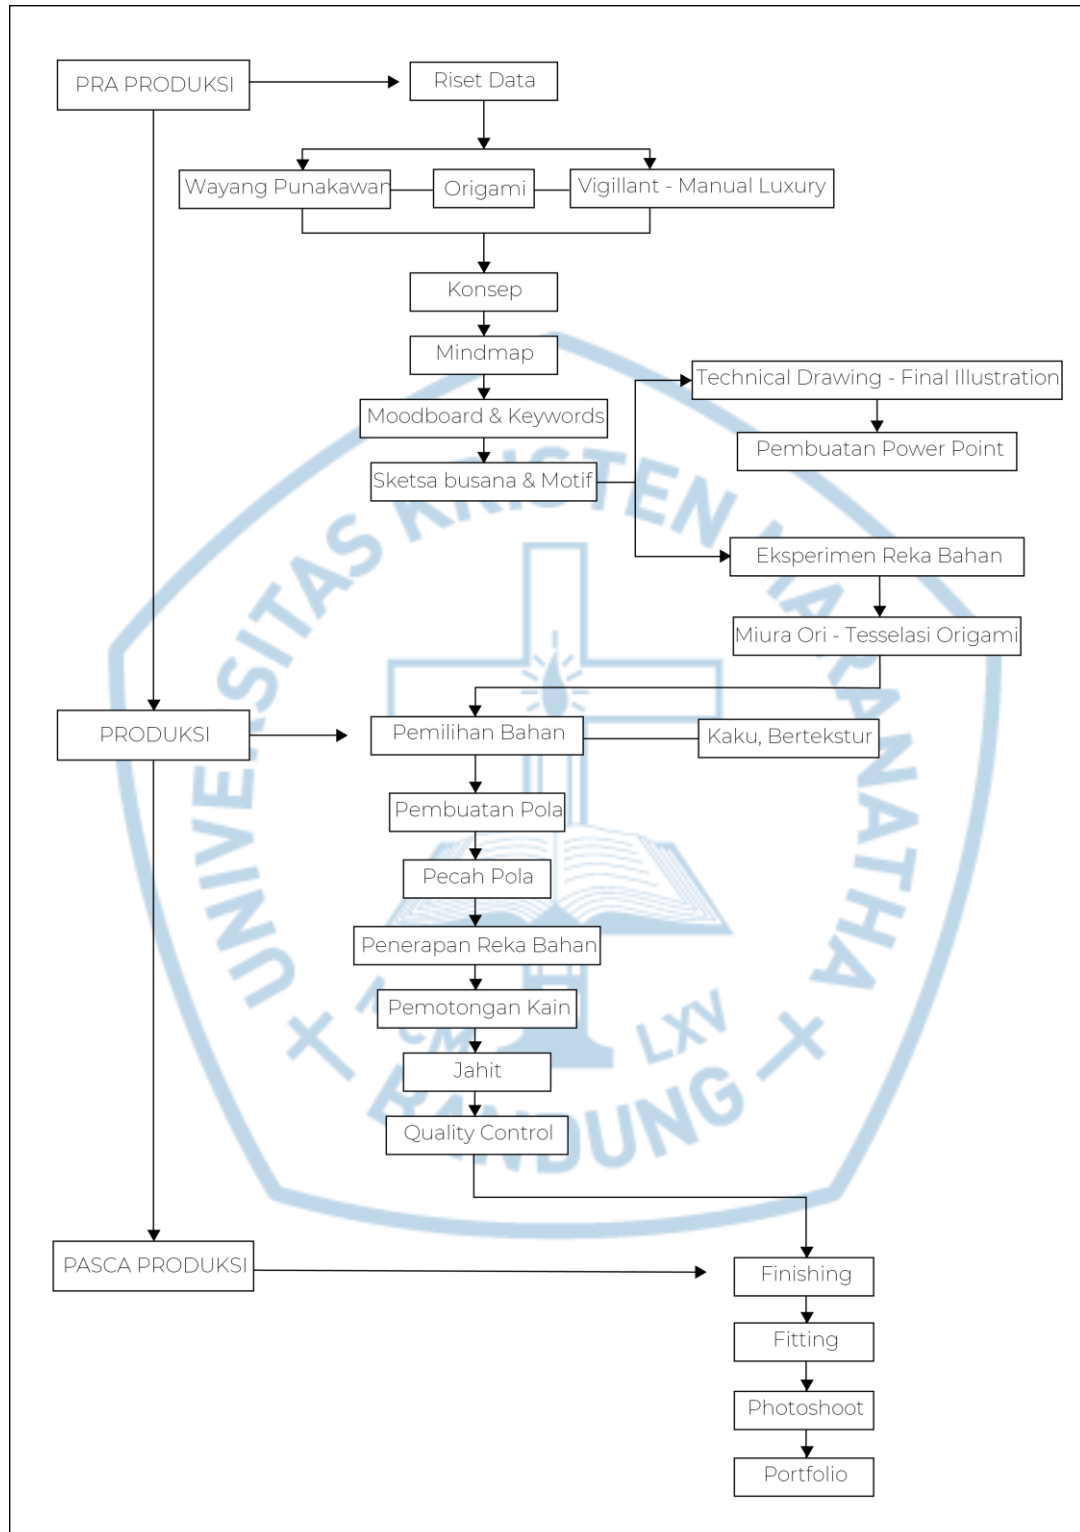 PRA PRODUKSI
Riset Data
Wayang Punakawan
Origami
Vigillant - Manual Luxury
Konsep
Mindmap
Moodboard & Keywords
Sketsa busana & Motif
Technical Drawing - Final Illustration
Pembuatan Power Point
Eksperimen Reka Bahan
Miura Ori - Tesselasi Origami
PRODUKSI
Pemilihan Bahan
Kaku, Bertekstur
Pembuatan Pola
Pecah Pola
Penerapan Reka Bahan
Pemotongan Kain
Jahit
Quality Control
PASCA PRODUKSI
Finishing
Fitting
Photoshoot
Portfolio
UNIVERSITAS KRISTEN MARANATHA
MCM LXV
BANDUNG